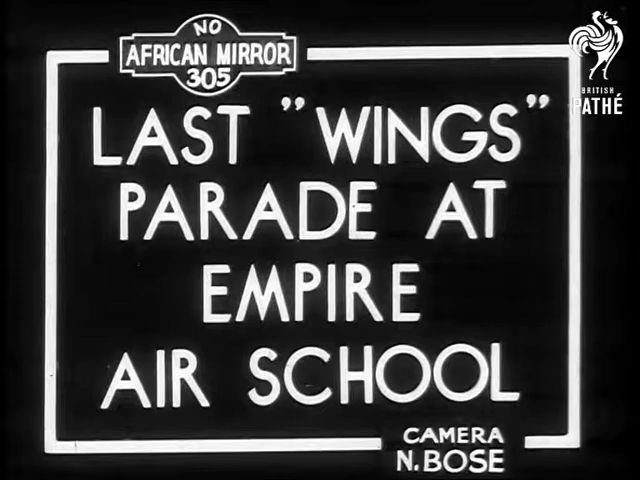 NO
AFRICAN MIRROR
305
BRITISH
PATHÉ
LAST "WINGS"
PARADE AT
EMPIRE
AIR SCHOOL
CAMERA
N. BOSE